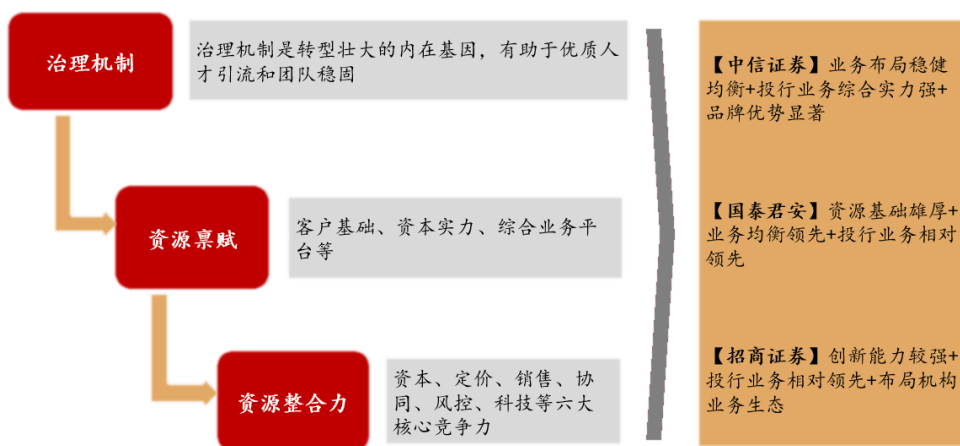 治理机制
治理机制是转型壮大的内在基因，有助于优质人
才引流和团队稳固
资源禀赋
客户基础、资本实力、综合业务平
台等
资源整合力
资本、定价、销售、协
同、风控、科技等六大
核心竞争力
【中信证券】业务布局稳健
均衡+投行业务综合实力强+
品牌优势显著
【国泰君安】资源基础雄厚+
业务均衡领先+投行业务相对
领先
【招商证券】创新能力较强+
投行业务相对领先+布局机构
业务生态